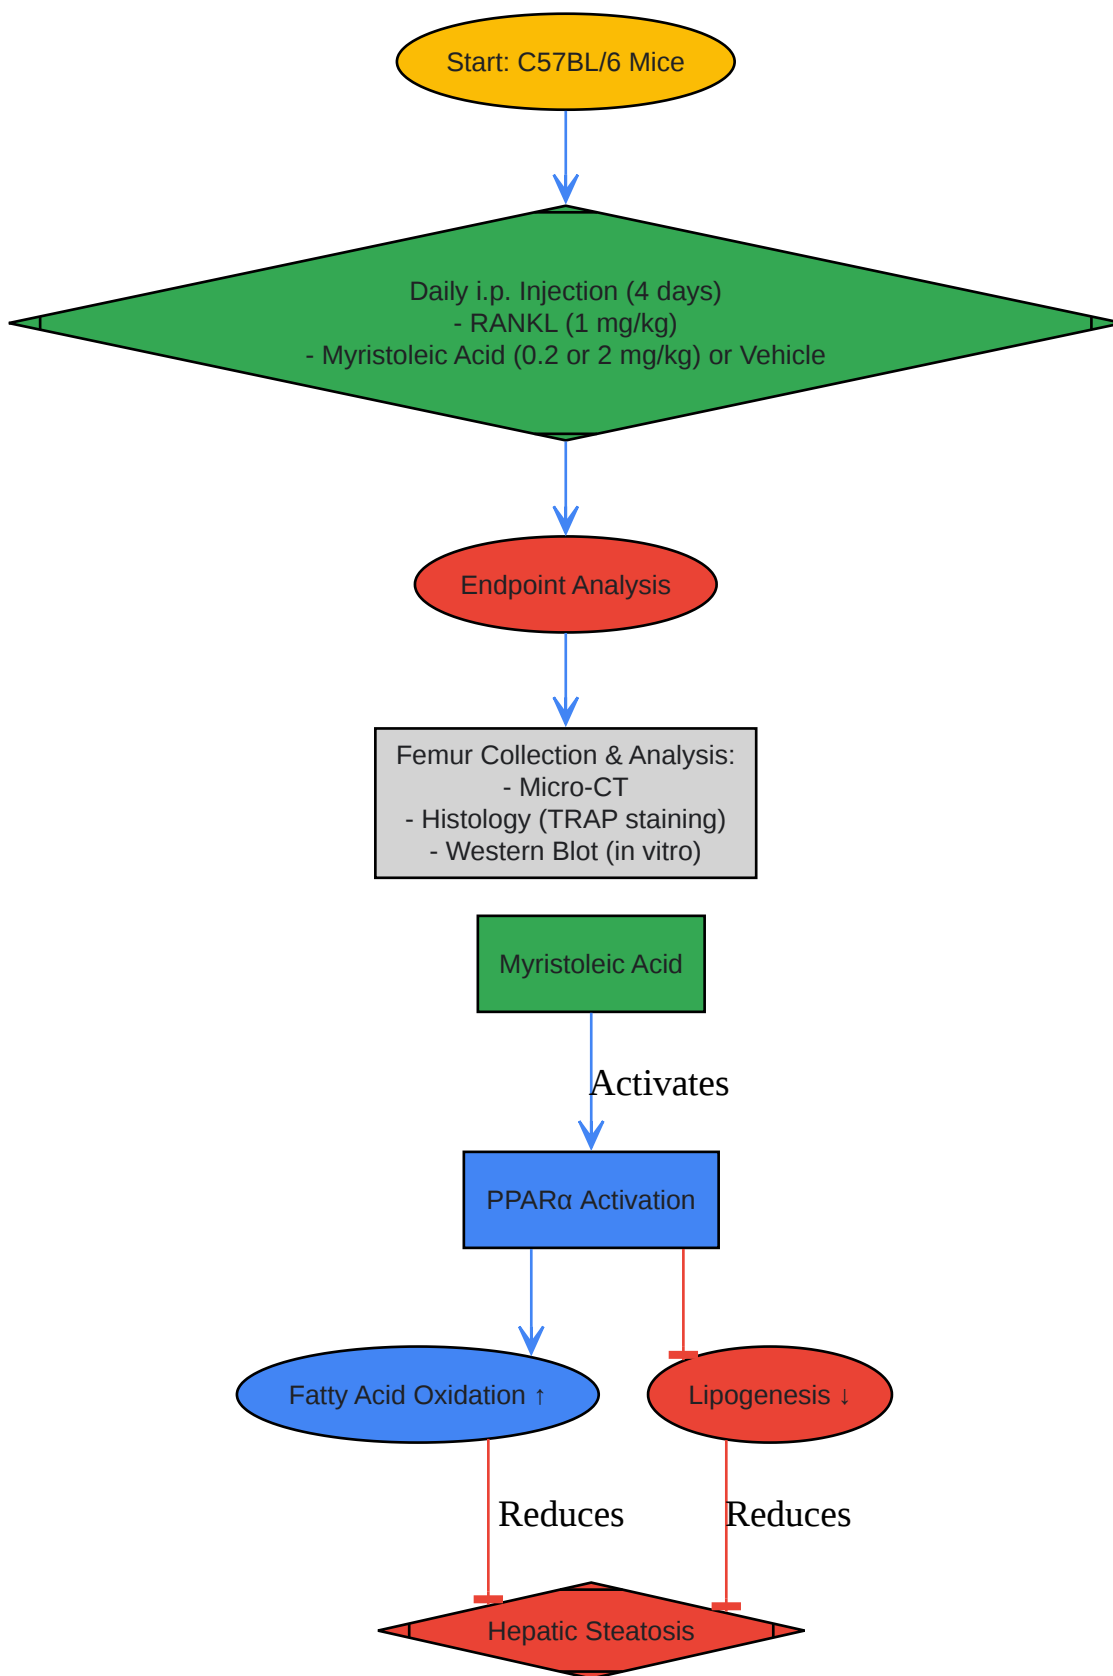 Start: C57BL/6 Mice
Daily i.p. Injection (4 days)
- RANKL (1 mg/kg)
- Myristoleic Acid (0.2 or 2 mg/kg) or Vehicle
Endpoint Analysis
Femur Collection & Analysis:
- Micro-CT
- Histology (TRAP staining)
- Western Blot (in vitro)
Myristoleic Acid
Activates
PPARα Activation
Fatty Acid Oxidation ↑
Lipogenesis ↓
Reduces
Reduces
Hepatic Steatosis